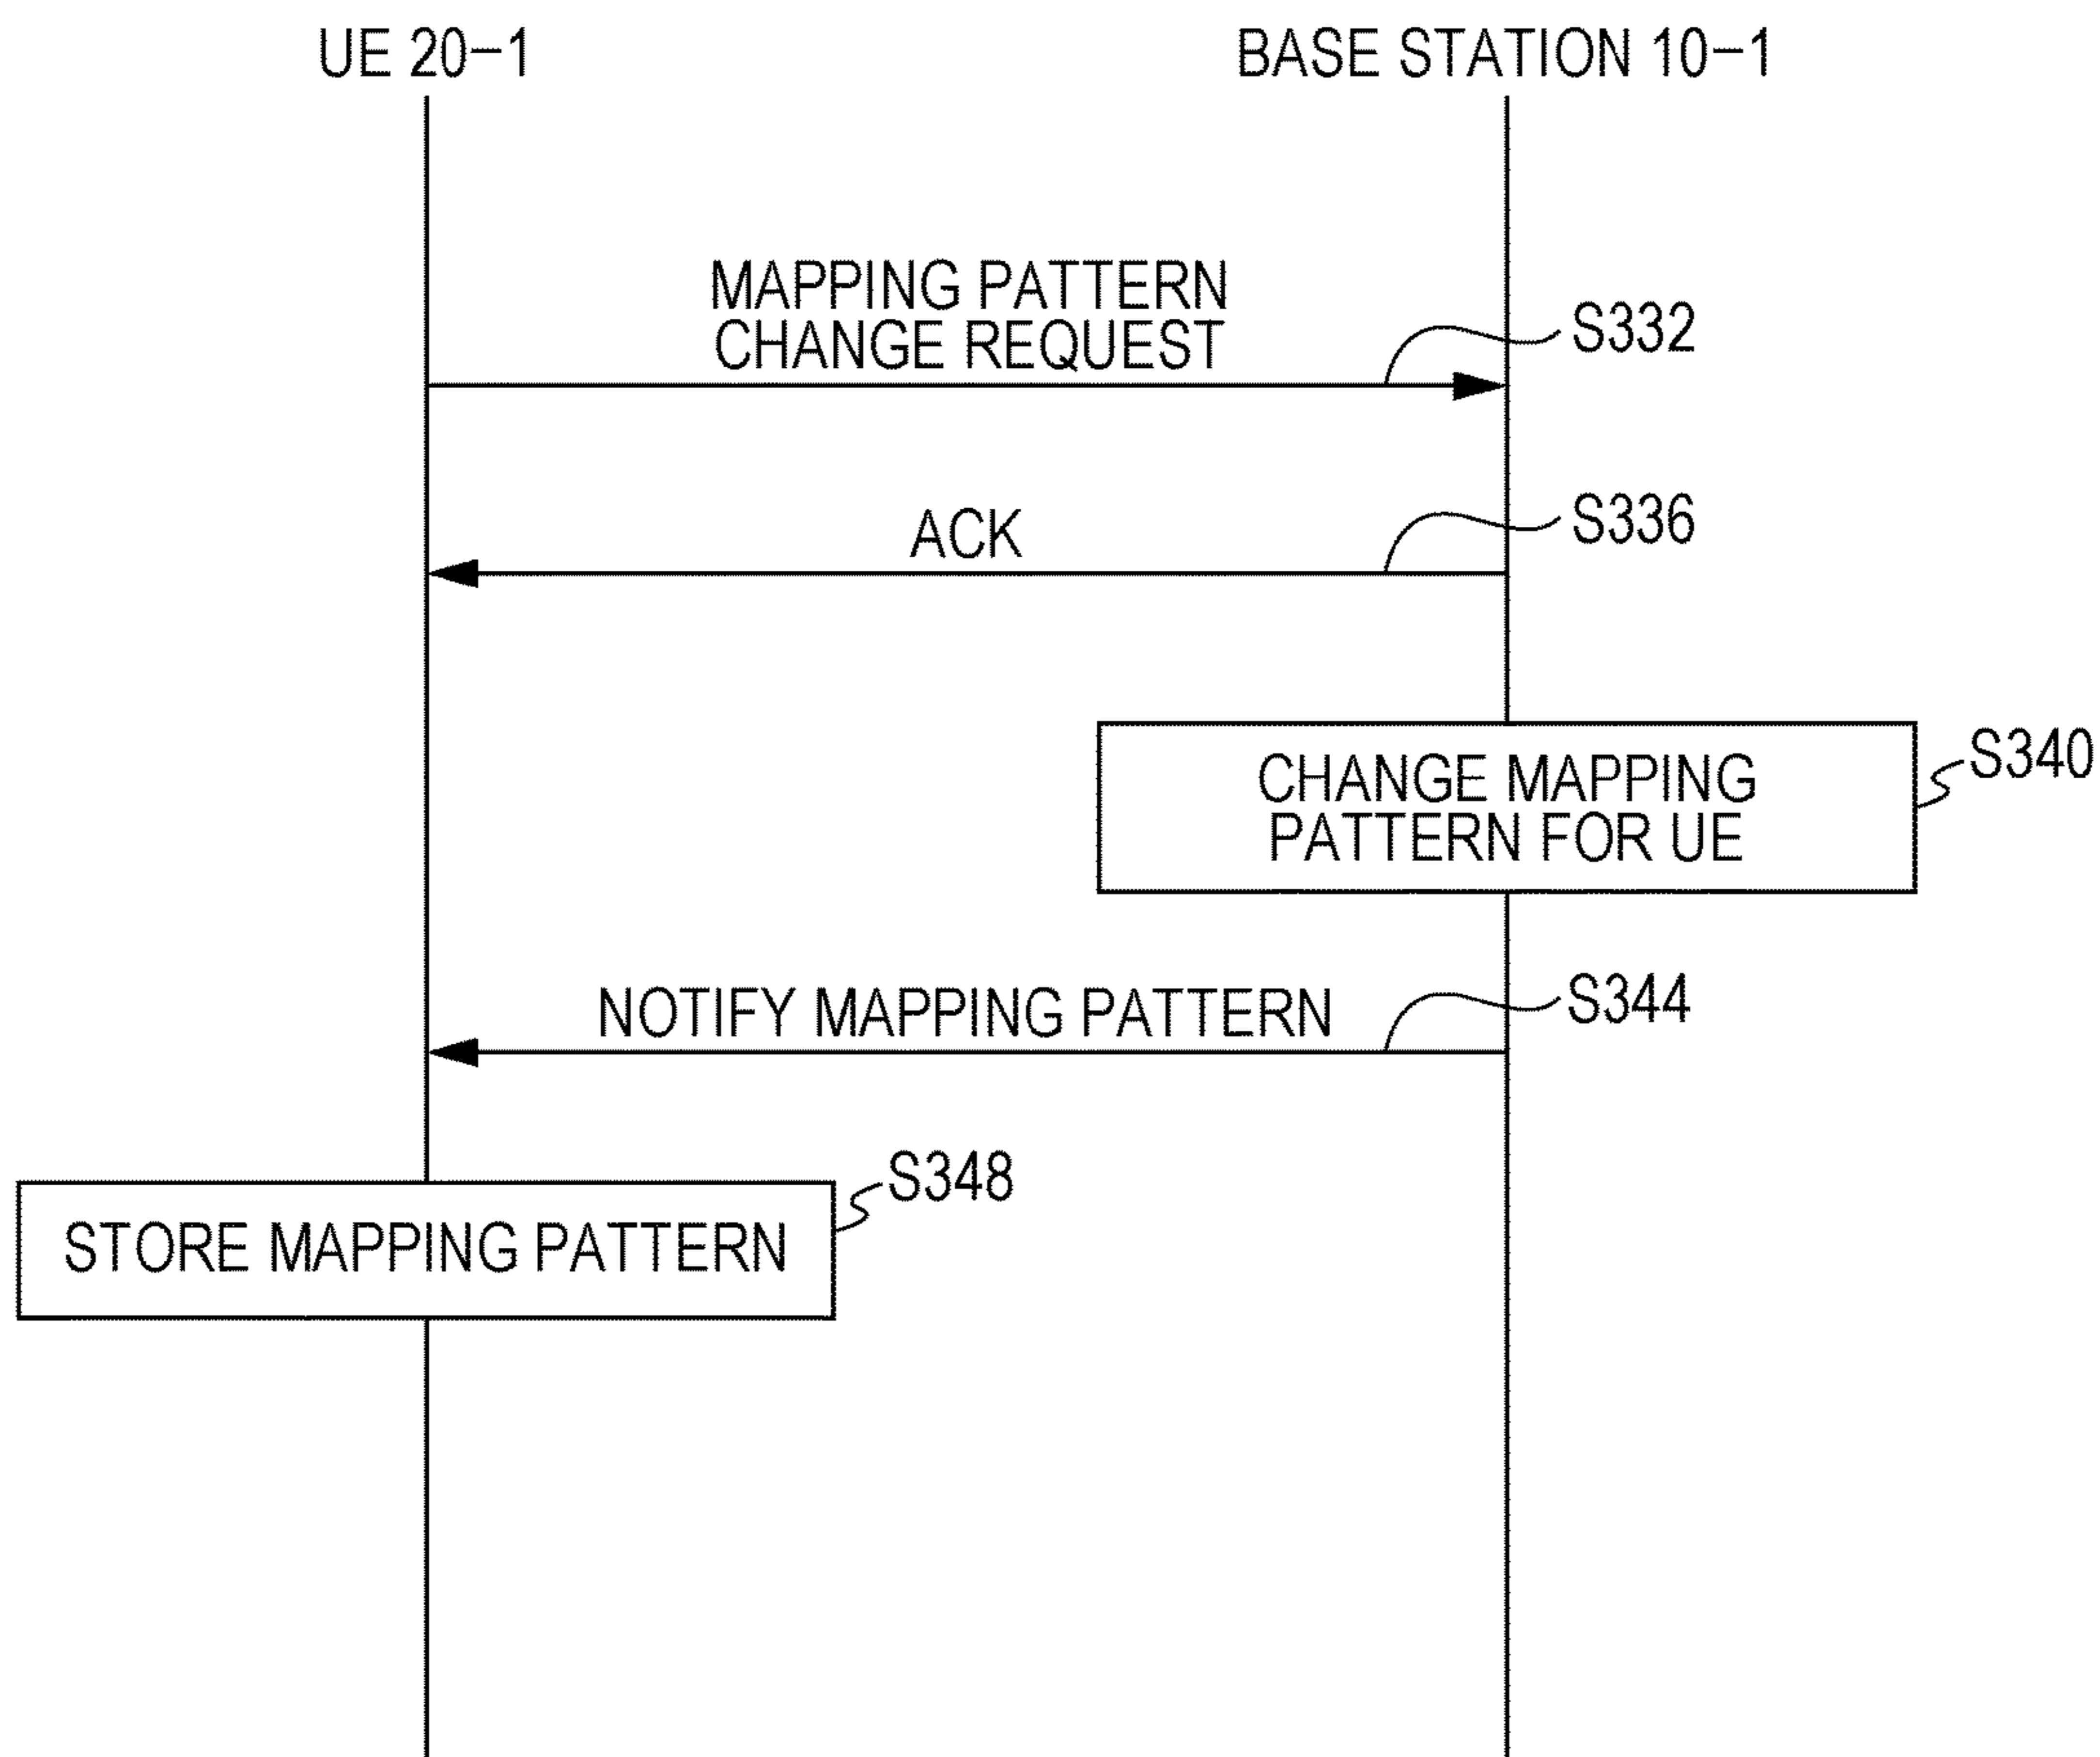 UE 20-1
BASE STATION 10-1
MAPPING PATTERN
CHANGE REQUEST
S332
ACK
S336
CHANGE MAPPING
PATTERN FOR UE
S340
NOTIFY MAPPING PATTERN
S344
STORE MAPPING PATTERN
S348